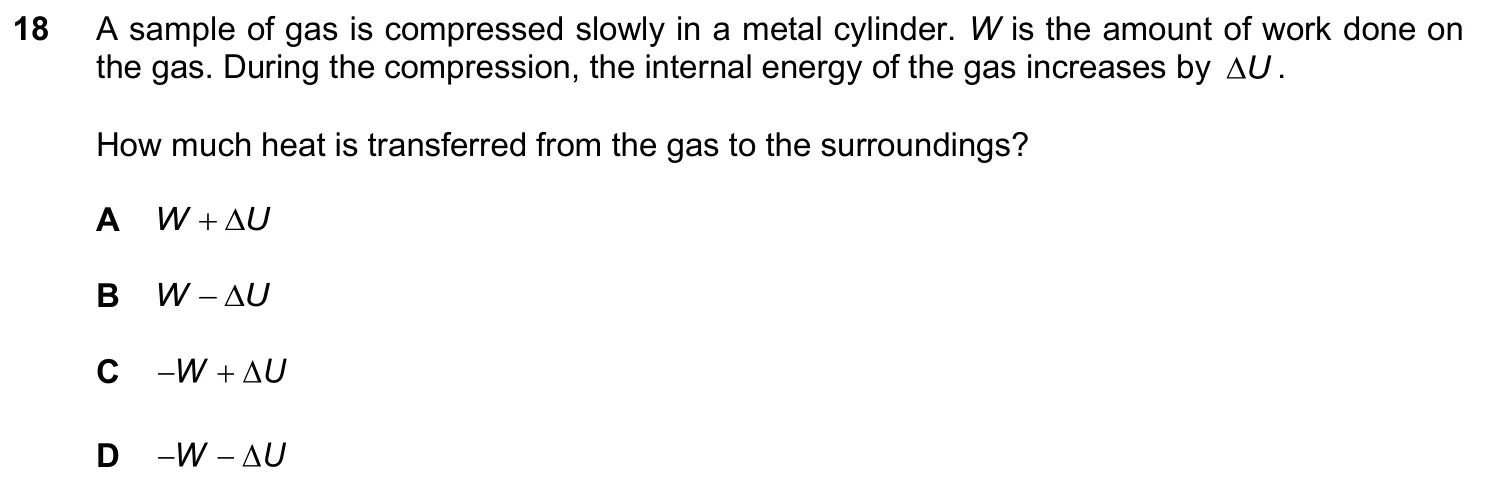 18 A sample of gas is compressed slowly in a metal cylinder. W is the amount of work done on
the gas. During the compression, the internal energy of the gas increases by ΔU.
How much heat is transferred from the gas to the surroundings?
A W + ΔU
B W – ΔU
C –W + ΔU
D –W – ΔU